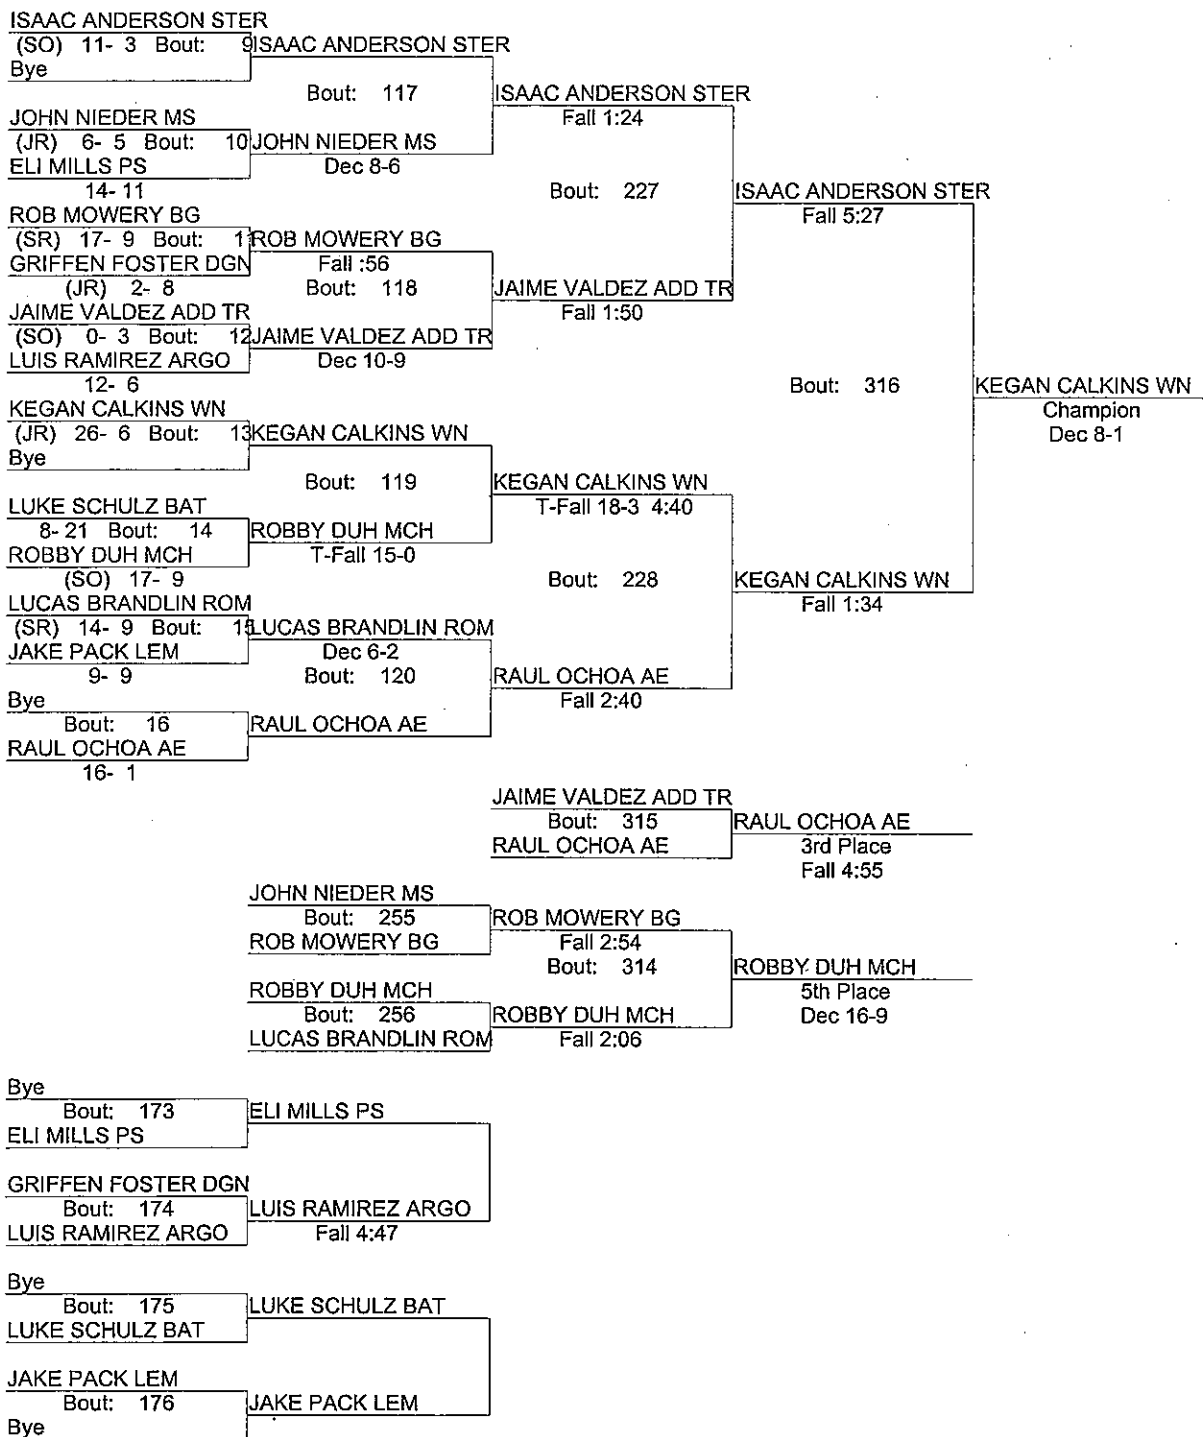 ISAAC ANDERSON STER
(SO) 11- 3 Bout: 9
Bye
ISAAC ANDERSON STER
Bout: 117
JOHN NIEDER MS
(JR) 6- 5 Bout: 10
ELI MILLS PS
14- 11
JOHN NIEDER MS
Dec 8-6
ISAAC ANDERSON STER
Fall 1:24
Bout: 227
ROB MOWERY BG
(SR) 17- 9 Bout: 11
GRIFFEN FOSTER DGN
(JR) 2- 8
ROB MOWERY BG
Fall :56
Bout: 118
JAIME VALDEZ ADD TR
(SO) 0- 3 Bout: 12
LUIS RAMIREZ ARGO
12- 6
JAIME VALDEZ ADD TR
Dec 10-9
JAIME VALDEZ ADD TR
Fall 1:50
ISAAC ANDERSON STER
Fall 5:27
Bout: 316
KEGAN CALKINS WN
Champion
Dec 8-1
KEGAN CALKINS WN
(JR) 26- 6 Bout: 13
Bye
KEGAN CALKINS WN
Bout: 119
LUKE SCHULZ BAT
8- 21 Bout: 14
ROBBY DUH MCH
(SO) 17- 9
ROBBY DUH MCH
T-Fall 15-0
KEGAN CALKINS WN
T-Fall 18-3 4:40
Bout: 228
LUCAS BRANDLIN ROM
(SR) 14- 9 Bout: 15
JAKE PACK LEM
9- 9
LUCAS BRANDLIN ROM
Dec 6-2
Bout: 120
Bye
Bout: 16
RAUL OCHOA AE
16- 1
RAUL OCHOA AE
RAUL OCHOA AE
Fall 2:40
KEGAN CALKINS WN
Fall 1:34
JAIME VALDEZ ADD TR
Bout: 315
RAUL OCHOA AE
RAUL OCHOA AE
3rd Place
Fall 4:55
JOHN NIEDER MS
Bout: 255
ROB MOWERY BG
ROB MOWERY BG
Fall 2:54
Bout: 314
ROBBY DUH MCH
Bout: 256
LUCAS BRANDLIN ROM
ROBBY DUH MCH
Fall 2:06
ROBBY DUH MCH
5th Place
Dec 16-9
Bye
Bout: 173
ELI MILLS PS
ELI MILLS PS
GRIFFEN FOSTER DGN
Bout: 174
LUIS RAMIREZ ARGO
LUIS RAMIREZ ARGO
Fall 4:47
Bye
Bout: 175
LUKE SCHULZ BAT
LUKE SCHULZ BAT
JAKE PACK LEM
Bout: 176
Bye
JAKE PACK LEM